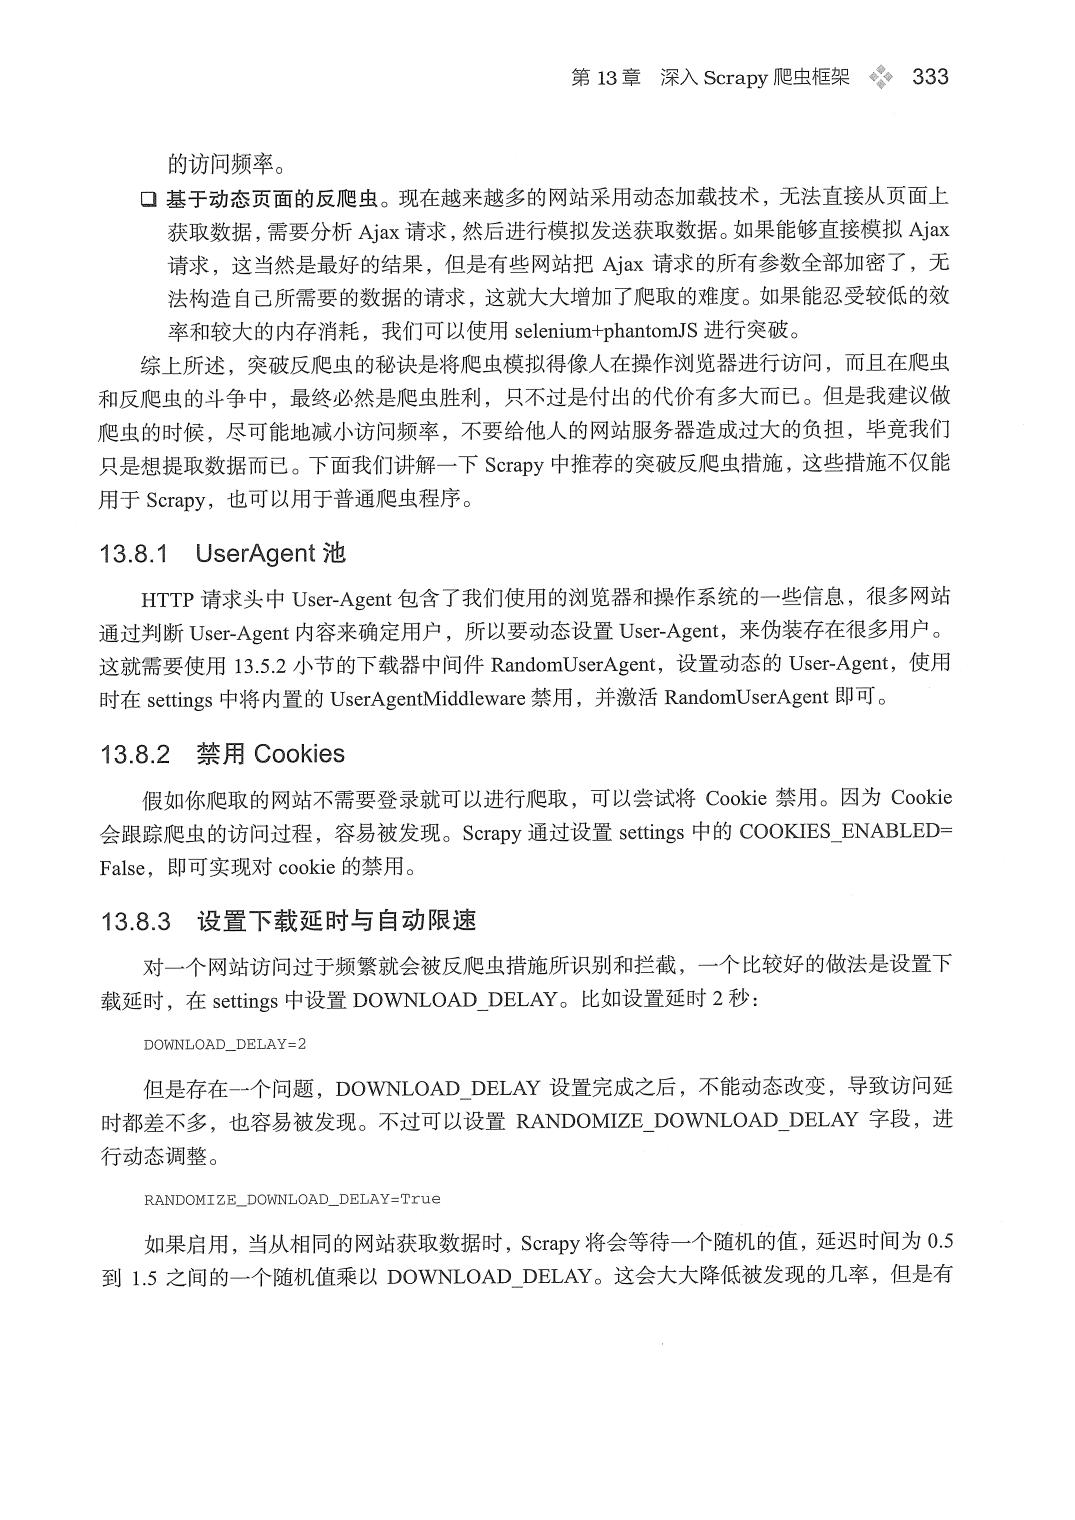 第 13 章 深入 Scrapy 爬虫框架 333
的访问频率。
❑ 基于动态页面的反爬虫。现在越来越多的网站采用动态加载技术，无法直接从页面上
获取数据，需要分析 Ajax 请求，然后进行模拟发送获取数据。如果能够直接模拟 Ajax
请求，这当然是最好的结果，但是有些网站把 Ajax 请求的所有参数全部加密了，无
法构造自己所需要的数据的请求，这就大大增加了爬取的难度。如果能忍受较低的效
率和较大的内存消耗，我们可以使用 selenium+phantomJS 进行突破。
综上所述，突破反爬虫的秘诀是将爬虫模拟得像人在操作浏览器进行访问，而且在爬虫
和反爬虫的斗争中，最终必然是爬虫胜利，只不过是付出的代价有多大而已。但是我建议做
爬虫的时候，尽可能地减小访问频率，不要给他人的网站服务器造成过大的负担，毕竟我们
只是想提取数据而已。下面我们讲解一下 Scrapy 中推荐的突破反爬虫措施，这些措施不仅能
用于 Scrapy，也可以用于普通爬虫程序。
13.8.1 UserAgent 池
HTTP 请求头中 User-Agent 包含了我们使用的浏览器和操作系统的一些信息，很多网站
通过判断 User-Agent 内容来确定用户，所以要动态设置 User-Agent，来伪装存在很多用户。
这就需要使用 13.5.2 小节的下载器中间件 RandomUserAgent，设置动态的 User-Agent，使用
时在 settings 中将内置的 UserAgentMiddleware 禁用，并激活 RandomUserAgent 即可。
13.8.2 禁用 Cookies
假如你爬取的网站不需要登录就可以进行爬取，可以尝试将 Cookie 禁用。因为 Cookie
会跟踪爬虫的访问过程，容易被发现。Scrapy 通过设置 settings 中的 COOKIES_ENABLED=
False，即可实现对 cookie 的禁用。
13.8.3 设置下载延时与自动限速
对一个网站访问过于频繁就会被反爬虫措施所识别和拦截，一个比较好的做法是设置下
载延时，在 settings 中设置 DOWNLOAD_DELAY。比如设置延时 2 秒：
DOWNLOAD_DELAY=2
但是存在一个问题，DOWNLOAD_DELAY 设置完成之后，不能动态改变，导致访问延
时都差不多，也容易被发现。不过可以设置 RANDOMIZE_DOWNLOAD_DELAY 字段，进
行动态调整。
RANDOMIZE_DOWNLOAD_DELAY=True
如果启用，当从相同的网站获取数据时，Scrapy 将会等待一个随机的值，延迟时间为 0.5
到 1.5 之间的一个随机值乘以 DOWNLOAD_DELAY。这会大大降低被发现的几率，但是有